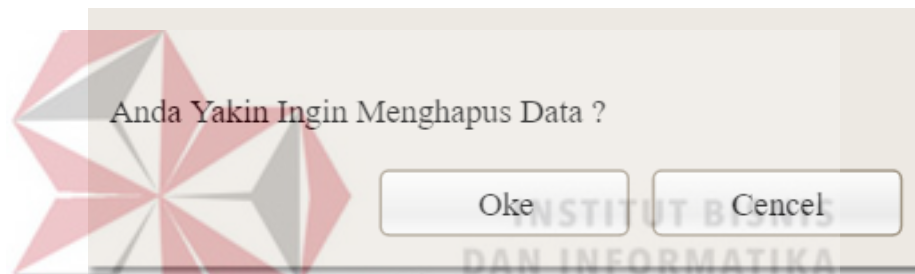 Anda Yakin Ingin Menghapus Data ?
Oke Cencel
INSTITUT BISNIS
DAN INFORMATIKA